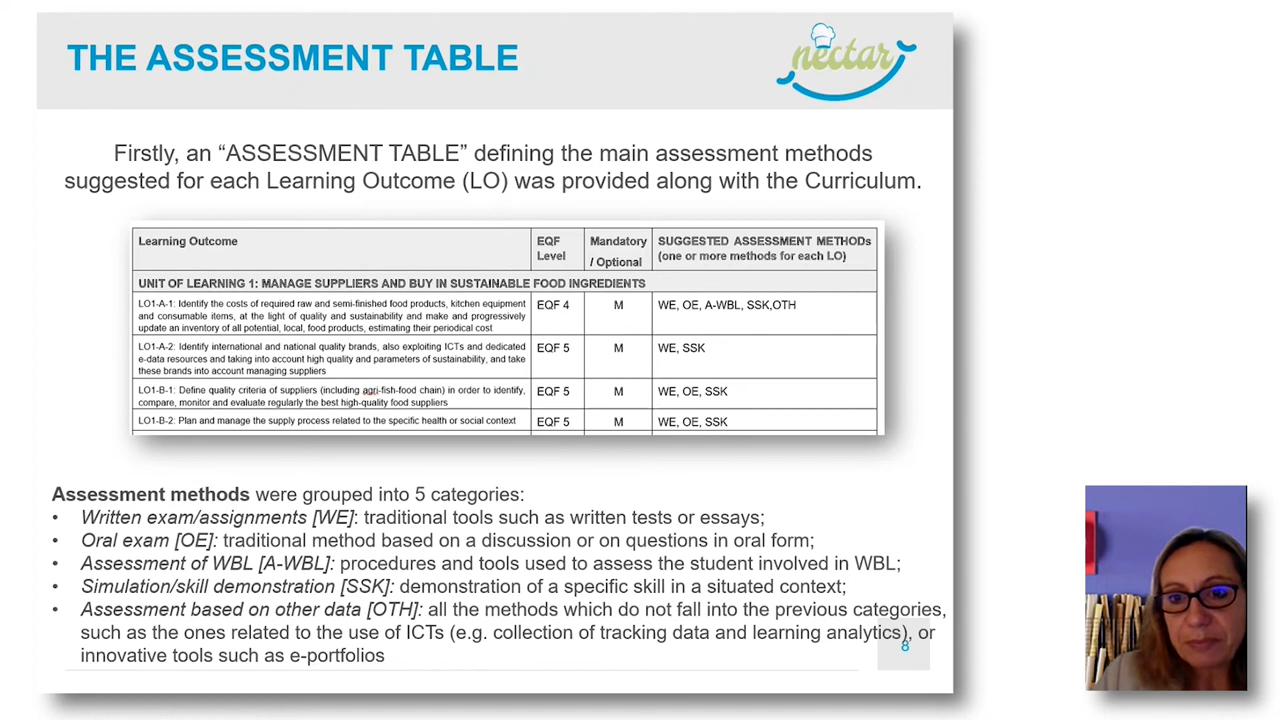 THE ASSESSMENT TABLE
nectar
Firstly, an “ASSESSMENT TABLE” defining the main assessment methods
suggested for each Learning Outcome (LO) was provided along with the Curriculum.
Learning Outcome
EQF
Level
Mandatory
/ Optional
SUGGESTED ASSESSMENT METHODs
(one or more methods for each LO)
UNIT OF LEARNING 1: MANAGE SUPPLIERS AND BUY IN SUSTAINABLE FOOD INGREDIENTS
LO1-A-1: Identify the costs of required raw and semi-finished food products, kitchen equipment
and consumable items, at the light of quality and sustainability and make and progressively
update an inventory of all potential, local, food products, estimating their periodical cost
EQF 4
M
WE, OE, A-WBL, SSK,OTH
LO1-A-2: Identify international and national quality brands, also exploiting ICTs and dedicated
e-data resources and taking into account high quality and parameters of sustainability, and take
these brands into account managing suppliers
EQF 5
M
WE, SSK
LO1-B-1: Define quality criteria of suppliers (including agri-fish-food chain) in order to identify,
compare, monitor and evaluate regularly the best high-quality food suppliers
EQF 5
M
WE, OE, SSK
LO1-B-2: Plan and manage the supply process related to the specific health or social context
EQF 5
M
WE, OE, SSK
Assessment methods were grouped into 5 categories:
• Written exam/assignments [WE]: traditional tools such as written tests or essays;
• Oral exam [OE]: traditional method based on a discussion or on questions in oral form;
• Assessment of WBL [A-WBL]: procedures and tools used to assess the student involved in WBL;
• Simulation/skill demonstration [SSK]: demonstration of a specific skill in a situated context;
• Assessment based on other data [OTH]: all the methods which do not fall into the previous categories,
such as the ones related to the use of ICTs (e.g. collection of tracking data and learning analytics), or
innovative tools such as e-portfolios
8